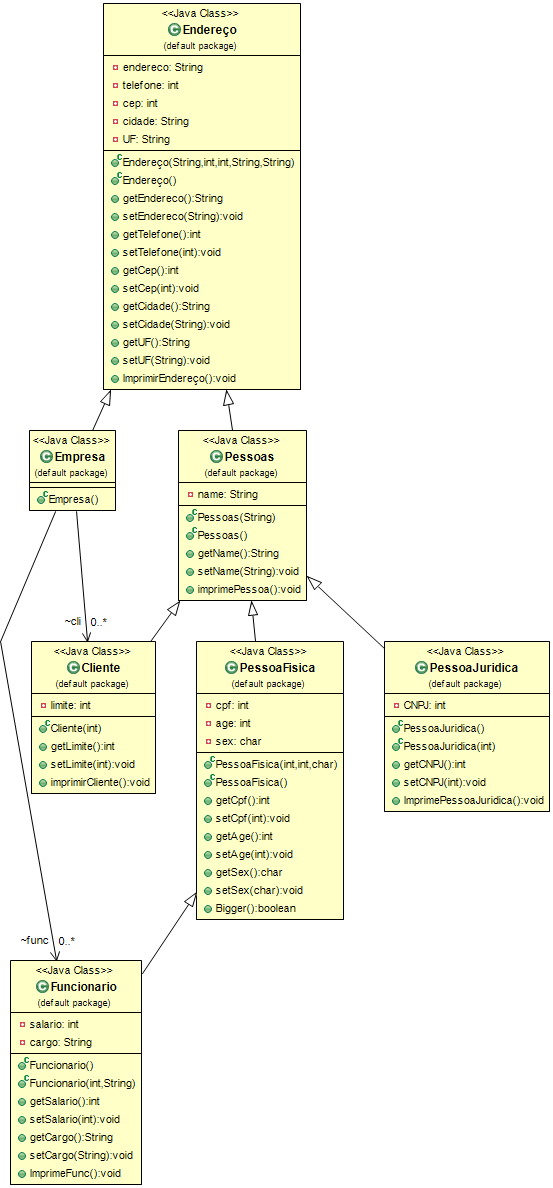 <<Java Class>>
Endereço
(default package)
endereco: String
telefone: int
cep: int
cidade: String
UF: String
Endereço(String,int,int,String,String)
Endereço()
getEndereco():String
setEndereco(String):void
getTelefone():int
setTelefone(int):void
getCep():int
setCep(int):void
getCidade():String
setCidade(String):void
getUF():String
setUF(String):void
ImprimirEndereço():void
<<Java Class>>
Empresa
(default package)
Empresa()
<<Java Class>>
Pessoas
(default package)
name: String
Pessoas(String)
Pessoas()
getName():String
setName(String):void
imprimePessoa():void
~cli 0..*
<<Java Class>>
Cliente
(default package)
limite: int
Cliente(int)
getLimite():int
setLimite(int):void
imprimirCliente():void
<<Java Class>>
PessoaFisica
(default package)
cpf: int
age: int
sex: char
PessoaFisica(int,int,char)
PessoaFisica()
getCpf():int
setCpf(int):void
getAge():int
setAge(int):void
getSex():char
setSex(char):void
Bigger():boolean
<<Java Class>>
PessoaJuridica
(default package)
CNPJ: int
PessoaJuridica()
PessoaJuridica(int)
getCNPJ():int
setCNPJ(int):void
ImprimePessoaJuridica():void
~func 0..*
<<Java Class>>
Funcionario
(default package)
salario: int
cargo: String
Funcionario()
Funcionario(int,String)
getSalario():int
setSalario(int):void
getCargo():String
setCargo(String):void
ImprimeFunc():void